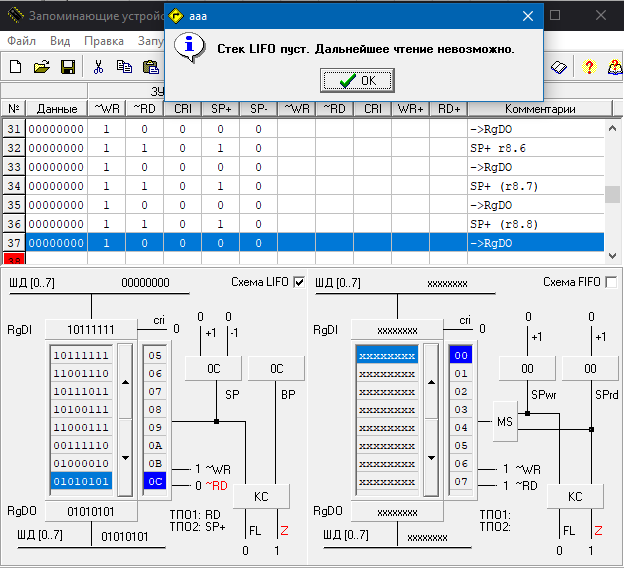 Запоминающие устрой
aaa
Стек LIFO пуст. Дальнейшее чтение невозможно.
OK
Файл Вид Правка Запу
ЗУ
№ Данные ~WR ~RD CRI SP+ SP- ~WR ~RD CRI WR+ RD+ Комментарии
31 00000000 1 0 0 0 0 ->RgDO
32 00000000 1 1 0 1 0 SP+ r8.6
33 00000000 1 0 0 0 0 ->RgDO
34 00000000 1 1 0 1 0 SP+ (r8.7)
35 00000000 1 0 0 0 0 ->RgDO
36 00000000 1 1 0 1 0 SP+ (r8.8)
37 00000000 1 0 0 0 0 ->RgDO
38
ШД [0..7] 00000000 Схема LIFO
RgDI 10111111 cri 0
0 0
+1 -1
10111111 05
11001110 06
11010111 07
10100111 08
11000111 09
00111110 0A
01000010 0B
01010101 0C
0C 0C
SP BP
1 ~WR
0 ~RD
КС
RgDO 01010101
ТПО1: RD
ТПО2: SP+
FL Z
ШД [0..7] 01010101
0 1
ШД [0..7] xxxxxxxx Схема FIFO
RgDI xxxxxxxx cri 0
0 0
+1 +1
xxxxxxxx 00
xxxxxxxx 01
xxxxxxxx 02
xxxxxxxx 03
xxxxxxxx 04
xxxxxxxx 05
xxxxxxxx 06
xxxxxxxx 07
00 00
SPwr SPrd
MS
1 ~WR
1 ~RD
КС
RgDO xxxxxxxx
ТПО1:
ТПО2:
FL Z
ШД [0..7] xxxxxxxx
0 1